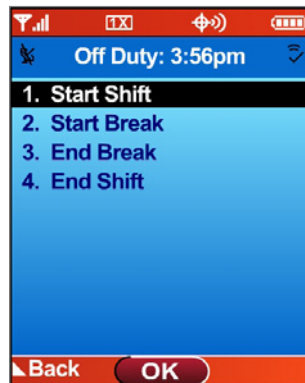 1X
Off Duty: 3:56pm
1. Start Shift
2. Start Break
3. End Break
4. End Shift
Back OK